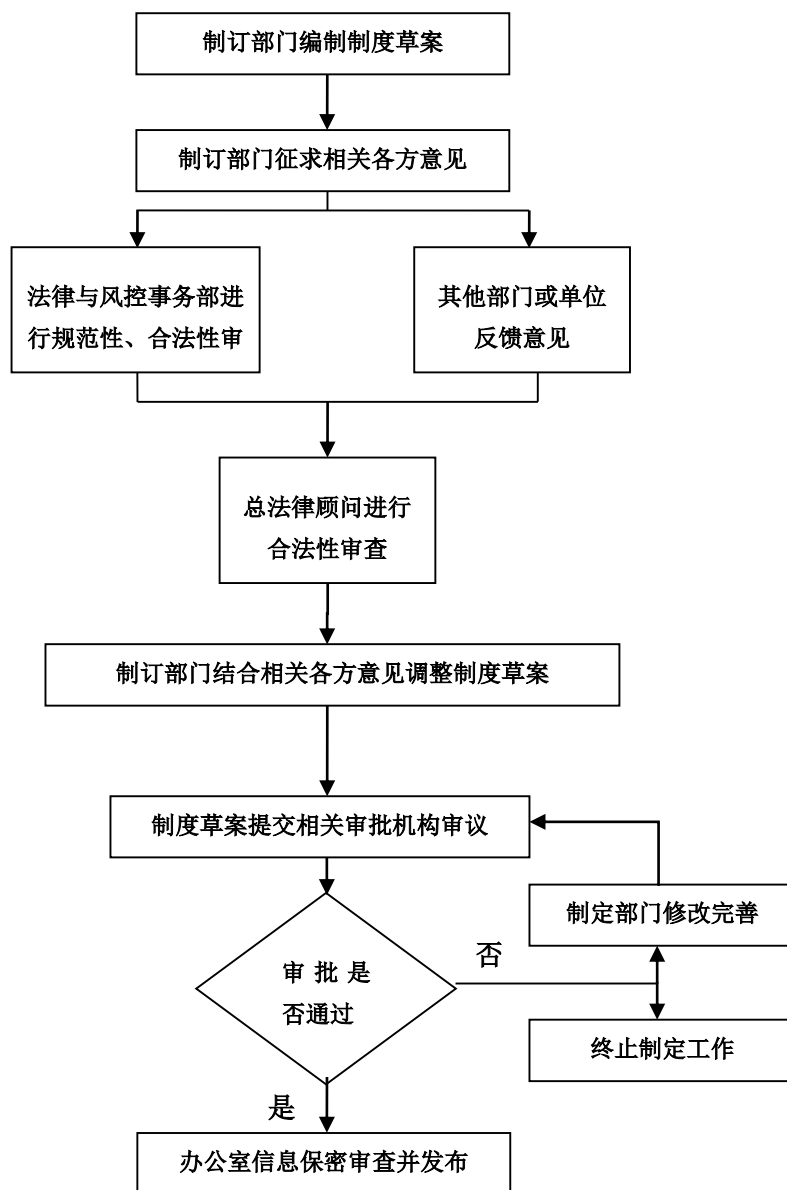 制订部门编制制度草案
制订部门征求相关各方意见
法律与风控事务部进
行规范性、合法性审
其他部门或单位
反馈意见
总法律顾问进行
合法性审查
制订部门结合相关各方意见调整制度草案
制度草案提交相关审批机构审议
制定部门修改完善
否
审 批 是
否通过
终止制定工作
是
办公室信息保密审查并发布